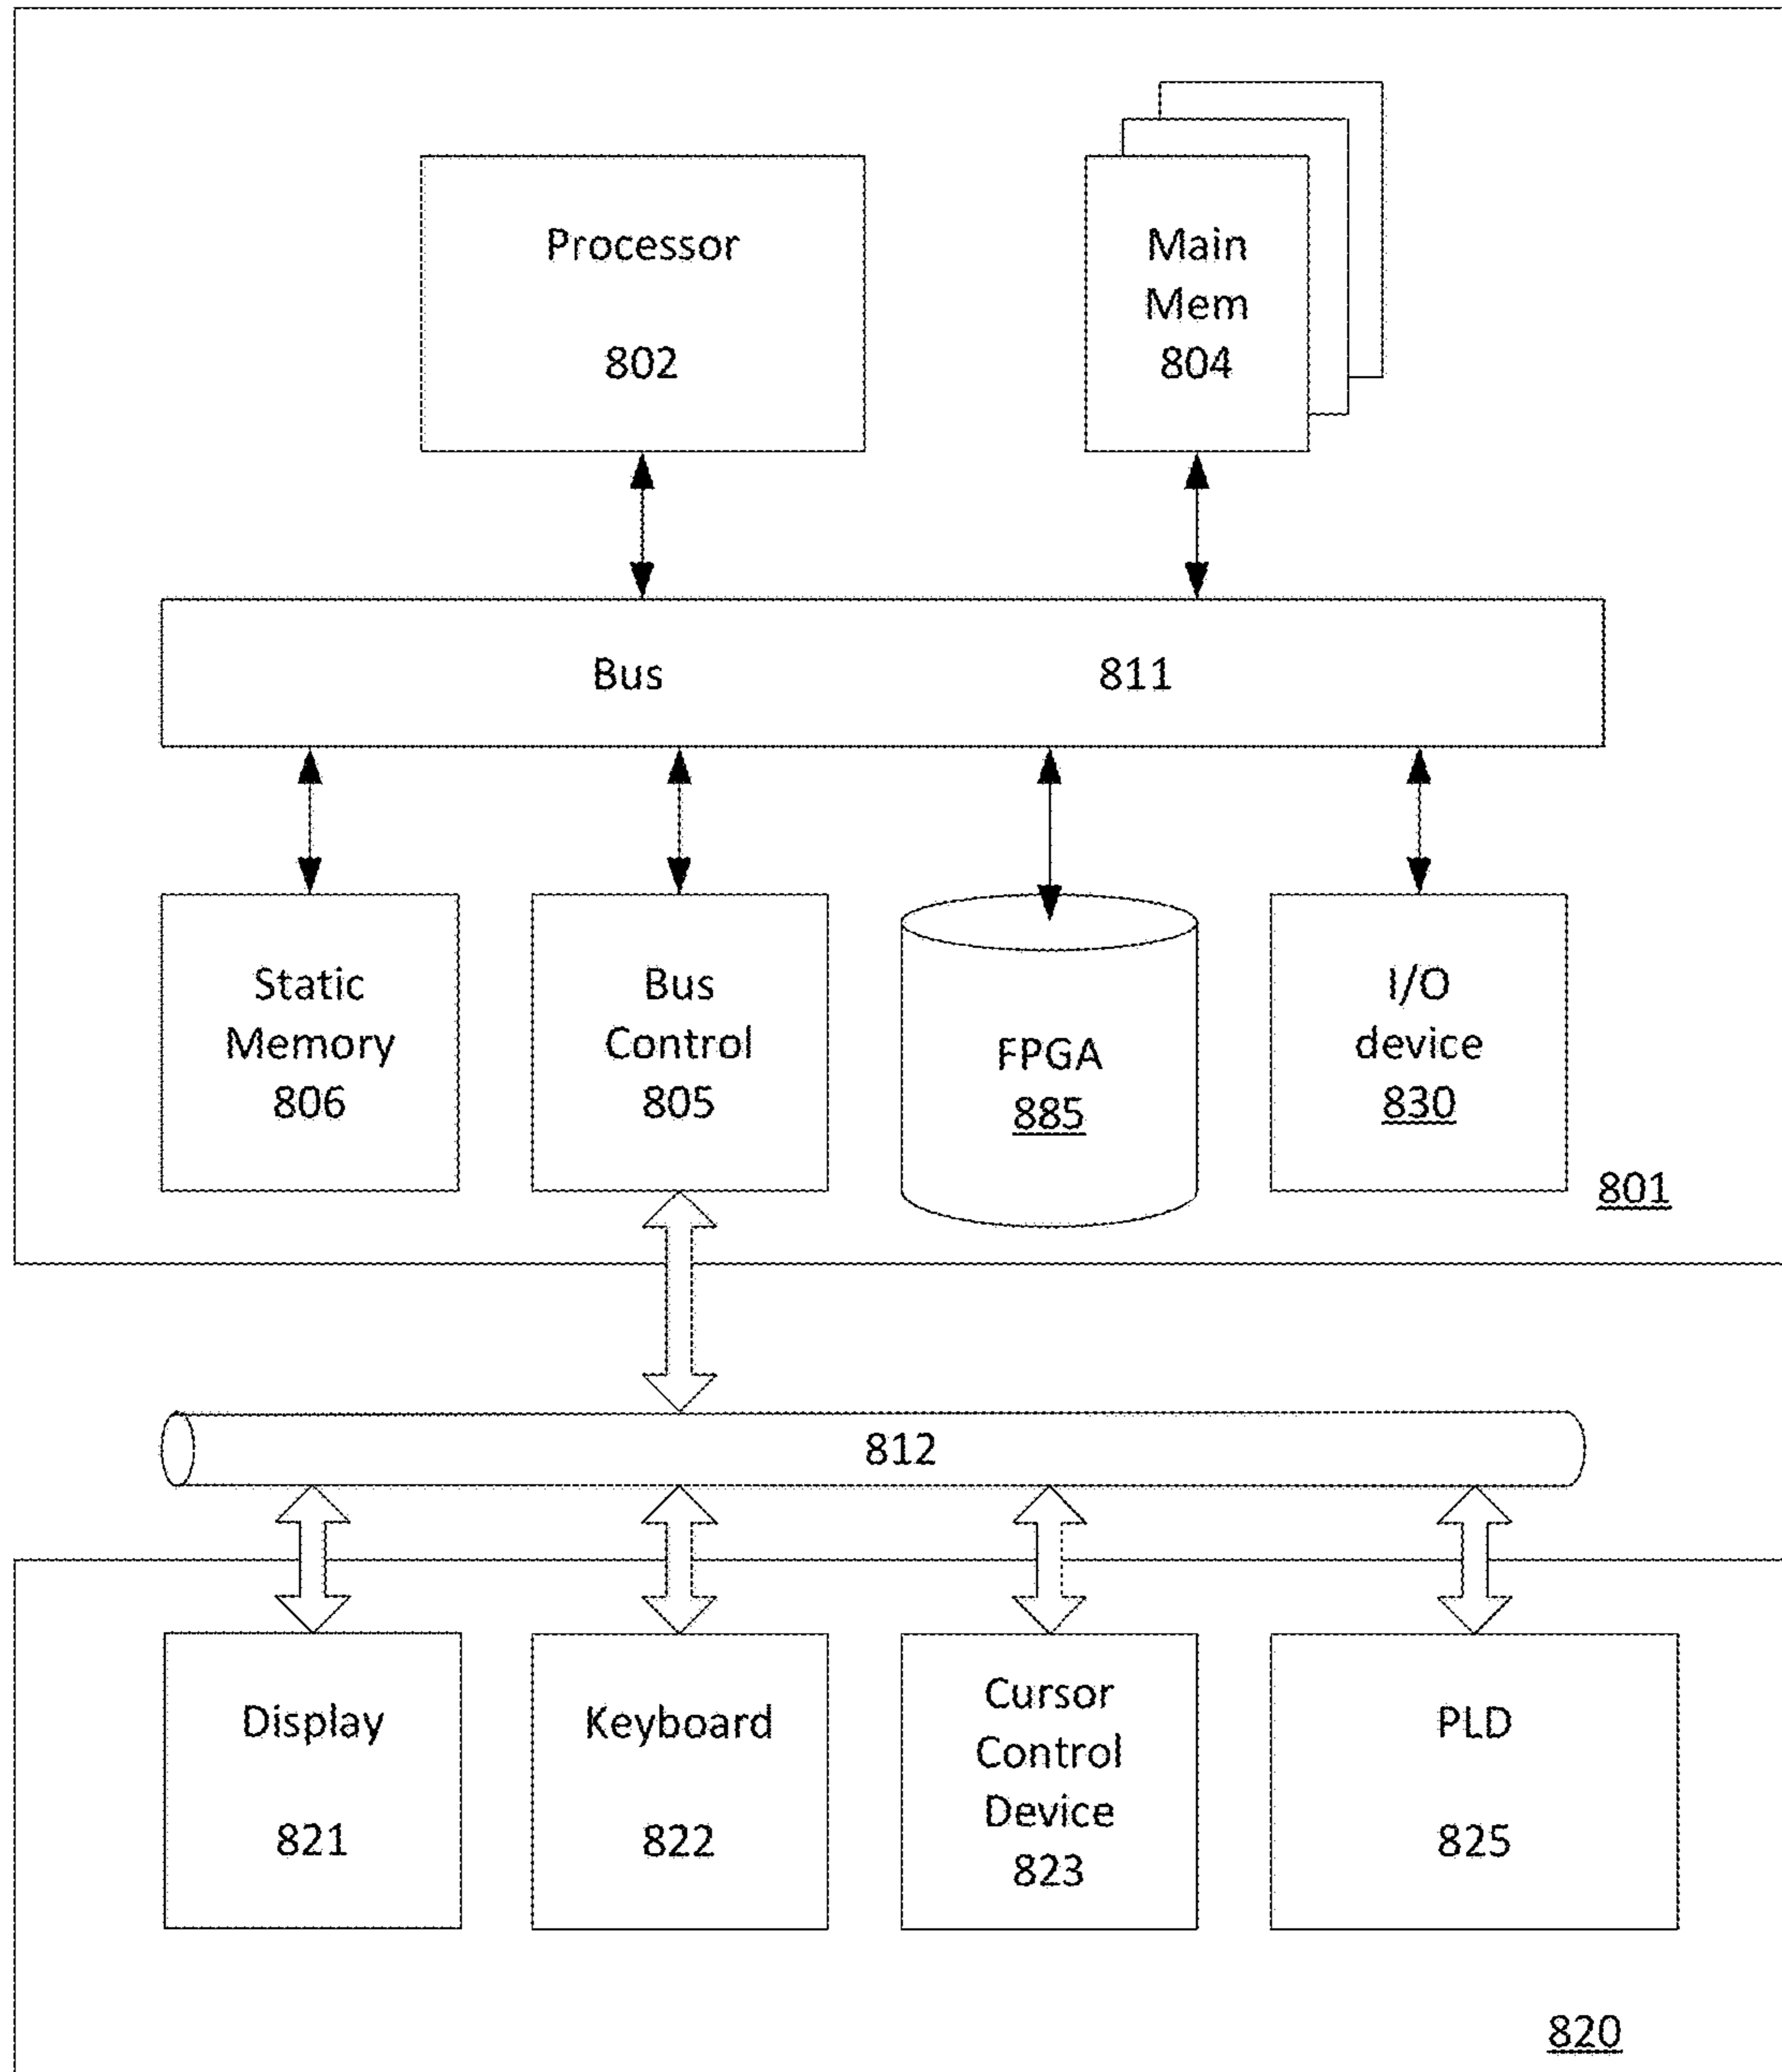 Processor
802
Main
Mem
804
Bus 811
Static
Memory
806
Bus
Control
805
FPGA
885
I/O
device
830
801
812
Display
821
Keyboard
822
Cursor
Control
Device
823
PLD
825
820